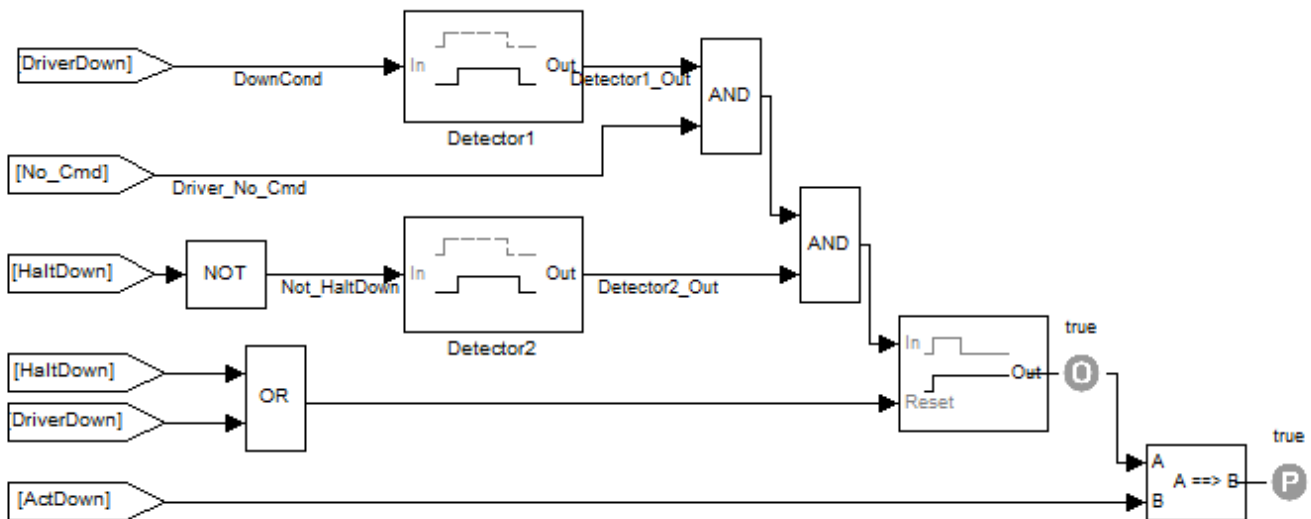 [DriverDown]
DownCond
In
Out
Detector1
Detector1_Out
AND
[No_Cmd]
Driver_No_Cmd
[HaltDown]
NOT
Not_HaltDown
In
Out
Detector2
Detector2_Out
AND
[HaltDown]
[DriverDown]
OR
In
Out
Reset
true
O
[ActDown]
A
A ==> B
B
true
P